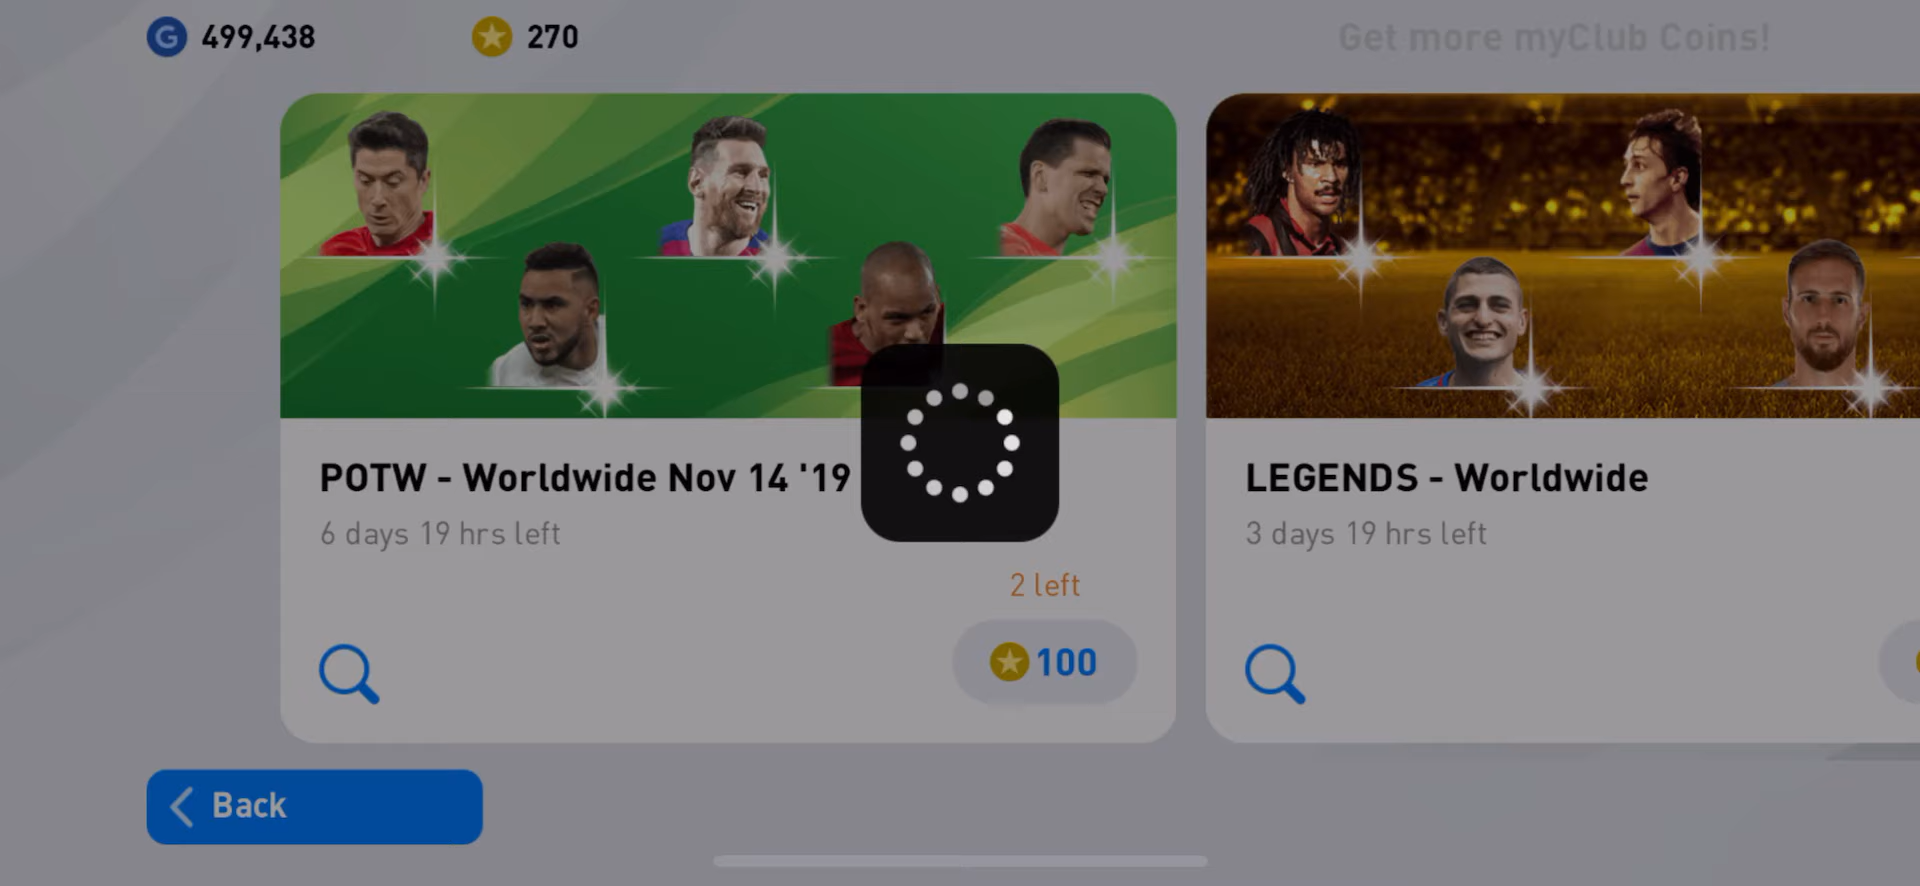 G 499,438
270
Get more myClub Coins!
POTW - Worldwide Nov 14 '19
6 days 19 hrs left
2 left
100
LEGENDS - Worldwide
3 days 19 hrs left
Back